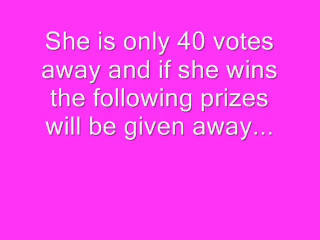 She is only 40 votes
away and if she wins
the following prizes
will be given away...